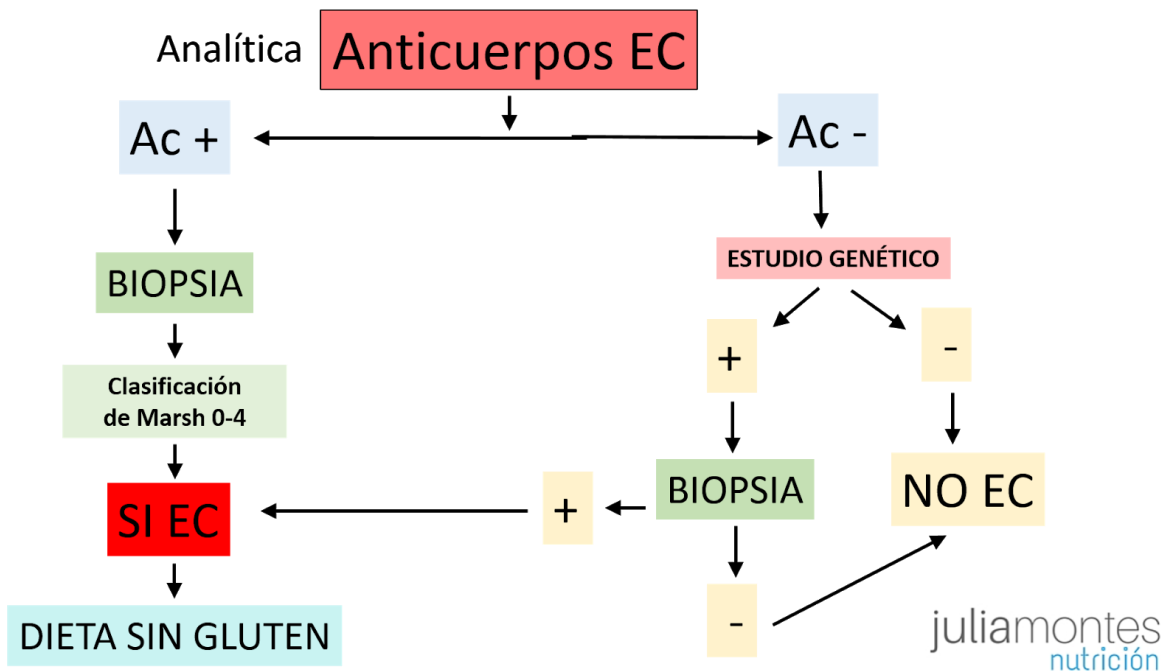 Analítica
Anticuerpos EC
Ac +
Ac -
BIOPSIA
ESTUDIO GENÉTICO
+
-
Clasificación
de Marsh 0-4
BIOPSIA
NO EC
SI EC
+
-
DIETA SIN GLUTEN
juliamontes
nutrición